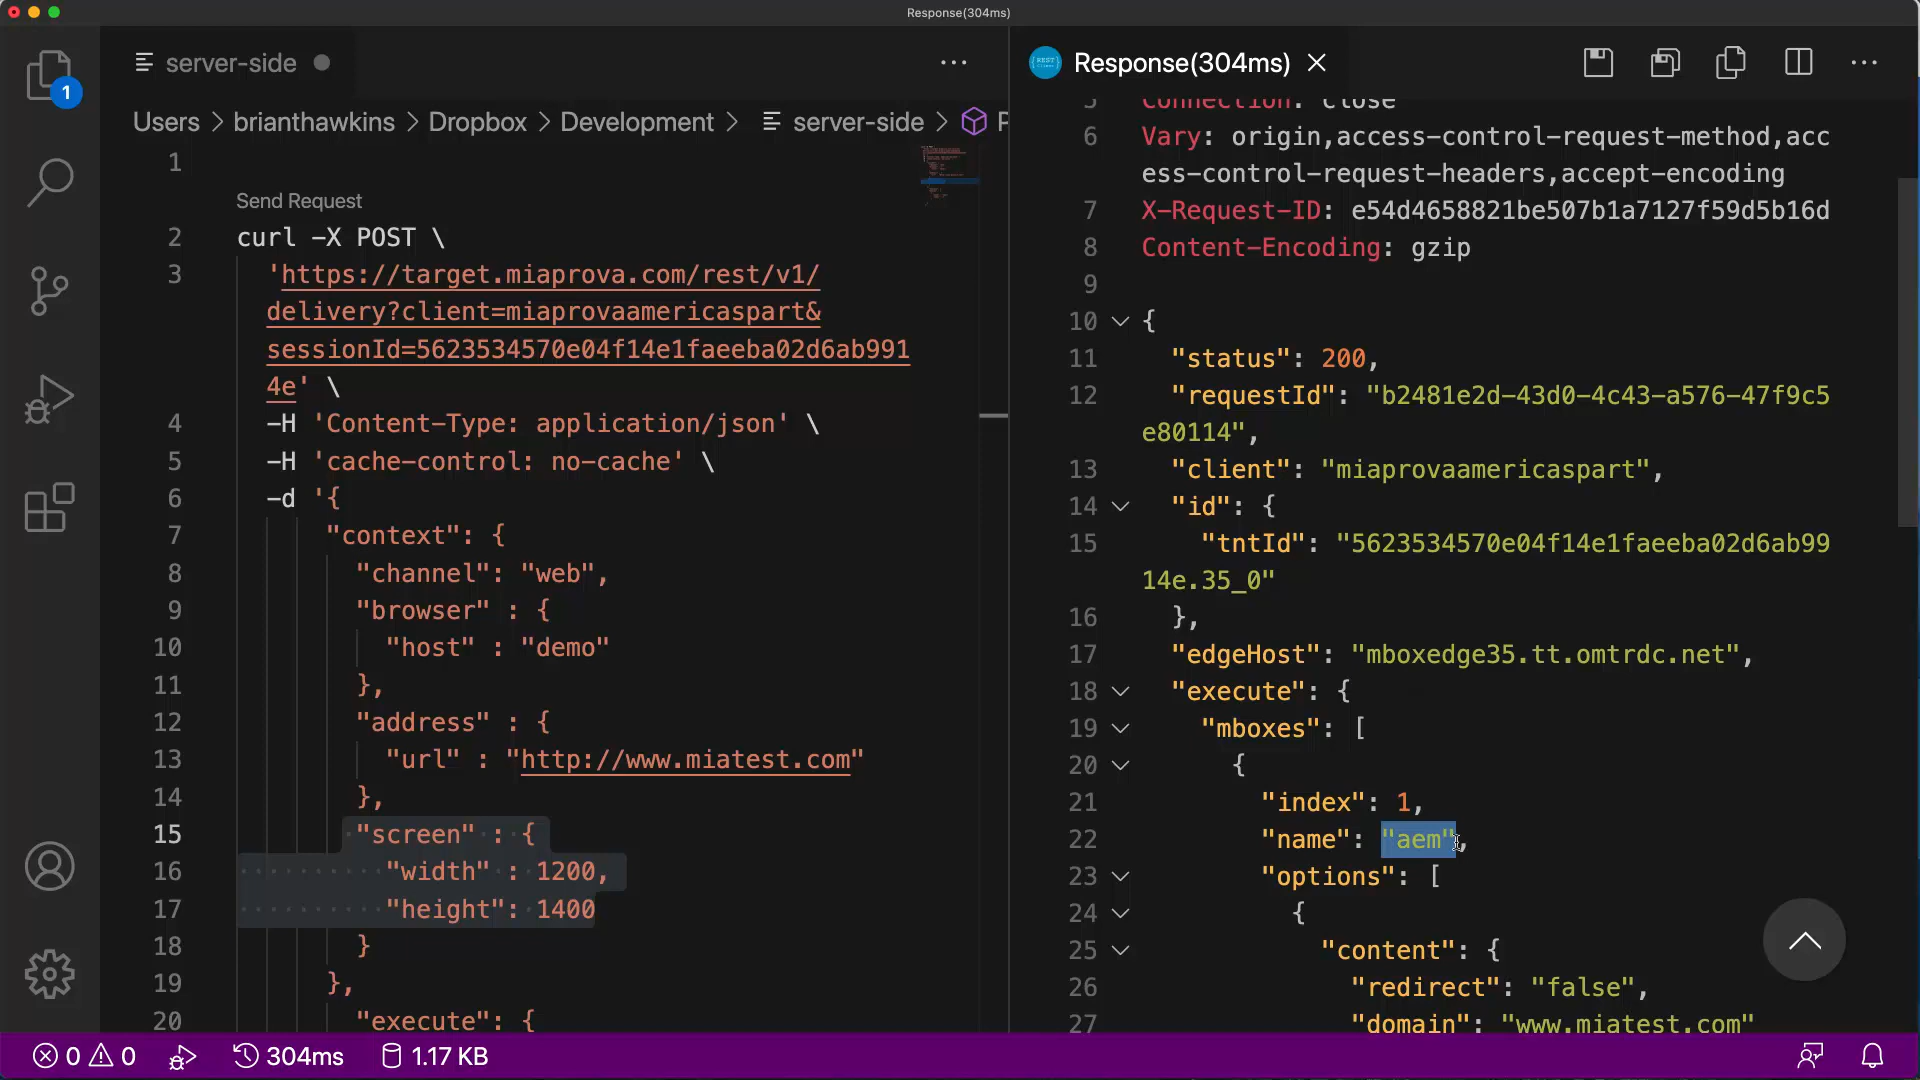 Response(304ms)
1
server-side
Users > brianthawkins > Dropbox > Development > server-side >
1
Send Request
2 curl -X POST \
3 'https://target.miaprova.com/rest/v1/
delivery?client=miaprovaamericaspart&
sessionId=5623534570e04f14e1faeeba02d6ab991
4e' \
4 -H 'Content-Type: application/json' \
5 -H 'cache-control: no-cache' \
6 -d '{
7 "context": {
8 "channel": "web",
9 "browser" : {
10 "host" : "demo"
11 },
12 "address" : {
13 "url" : "http://www.miatest.com"
14 },
15 "screen" : {
16 "width" : 1200,
17 "height": 1400
18 }
19 },
20 "execute": {
REST Client
Response(304ms)
5 Connection: close
6 Vary: origin,access-control-request-method,acc
ess-control-request-headers,accept-encoding
7 X-Request-ID: e54d4658821be507b1a7127f59d5b16d
8 Content-Encoding: gzip
9
10 {
11 "status": 200,
12 "requestId": "b2481e2d-43d0-4c43-a576-47f9c5
e80114",
13 "client": "miaprovaamericaspart",
14 "id": {
15 "tntId": "5623534570e04f14e1faeeba02d6ab99
14e.35_0"
16 },
17 "edgeHost": "mboxedge35.tt.omtrdc.net",
18 "execute": {
19 "mboxes": [
20 {
21 "index": 1,
22 "name": "aem",
23 "options": [
24 {
25 "content": {
26 "redirect": "false",
27 "domain": "www.miatest.com"
0 0 304ms 1.17 KB